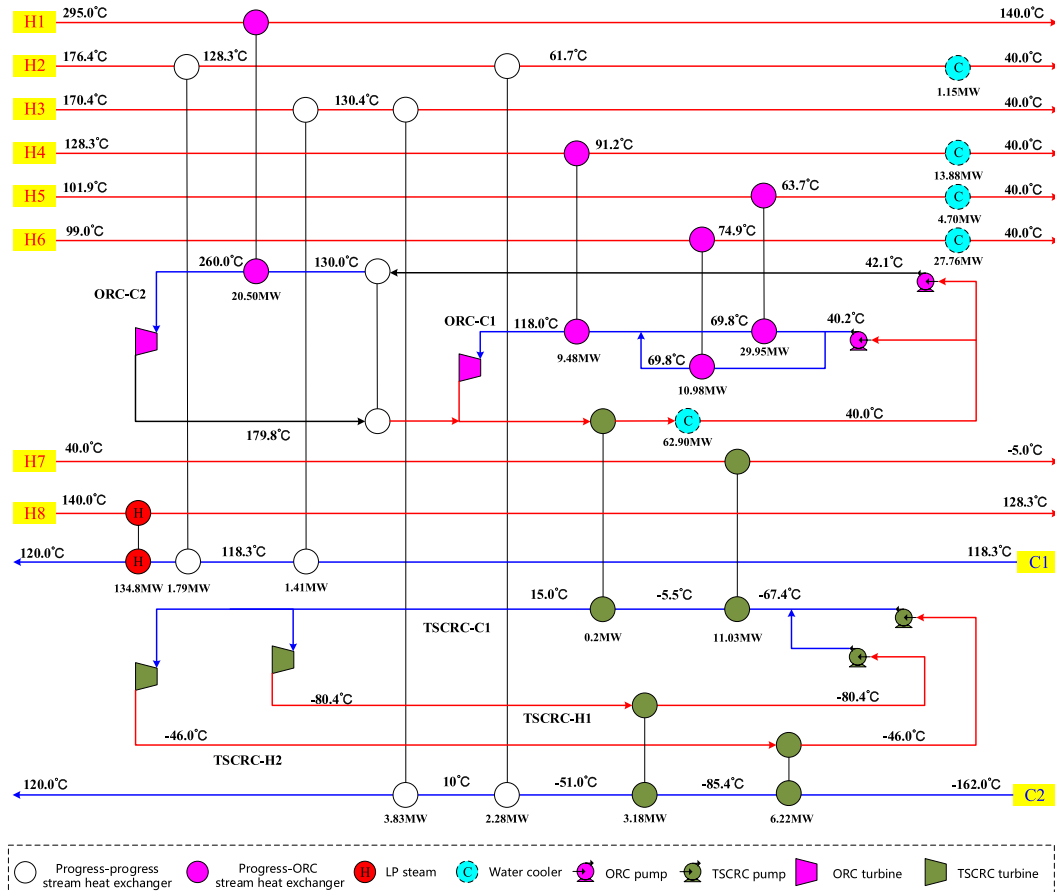 H1 295.0℃ 140.0℃
H2 176.4℃ 128.3℃ 61.7℃ C 40.0℃
1.15MW
H3 170.4℃ 130.4℃ 40.0℃
H4 128.3℃ 91.2℃ C 40.0℃
13.88MW
H5 101.9℃ 63.7℃ C 40.0℃
4.70MW
H6 99.0℃ 74.9℃ C 40.0℃
27.76MW
260.0℃ 130.0℃ 42.1℃
20.50MW
ORC-C2
ORC-C1 118.0℃ 69.8℃ 40.2℃
9.48MW 29.95MW
69.8℃
10.98MW
179.8℃ C 40.0℃
62.90MW
H7 40.0℃ -5.0℃
H8 140.0℃ H 128.3℃
120.0℃ H 118.3℃ 118.3℃ C1
134.8MW 1.79MW 1.41MW
15.0℃ -5.5℃ -67.4℃
TSCRC-C1 0.2MW 11.03MW
-80.4℃ -80.4℃
TSCRC-H1
-46.0℃ -46.0℃
TSCRC-H2
120.0℃ 10℃ -51.0℃ -85.4℃ -162.0℃ C2
3.83MW 2.28MW 3.18MW 6.22MW
Progress-progress
stream heat exchanger
Progress-ORC
stream heat exchanger
H LP steam
C Water cooler
ORC pump
TSCRC pump
ORC turbine
TSCRC turbine